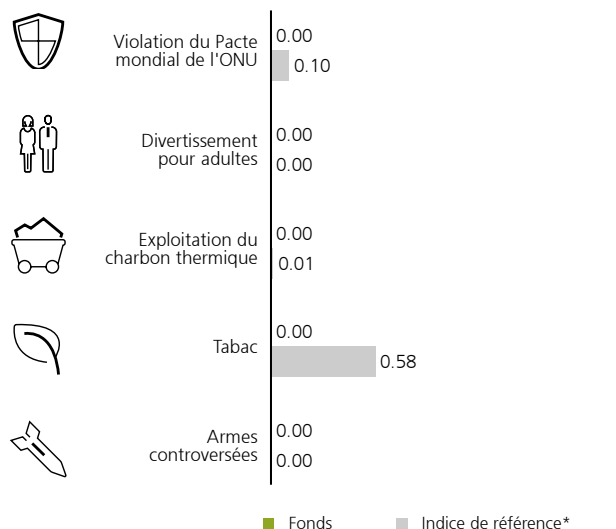 Violation du Pacte
mondial de l'ONU
0.00
0.10
Divertissement
pour adultes
0.00
0.00
Exploitation du
charbon thermique
0.00
0.01
Tabac
0.00
0.58
Armes
controversées
0.00
0.00
Fonds
Indice de référence*